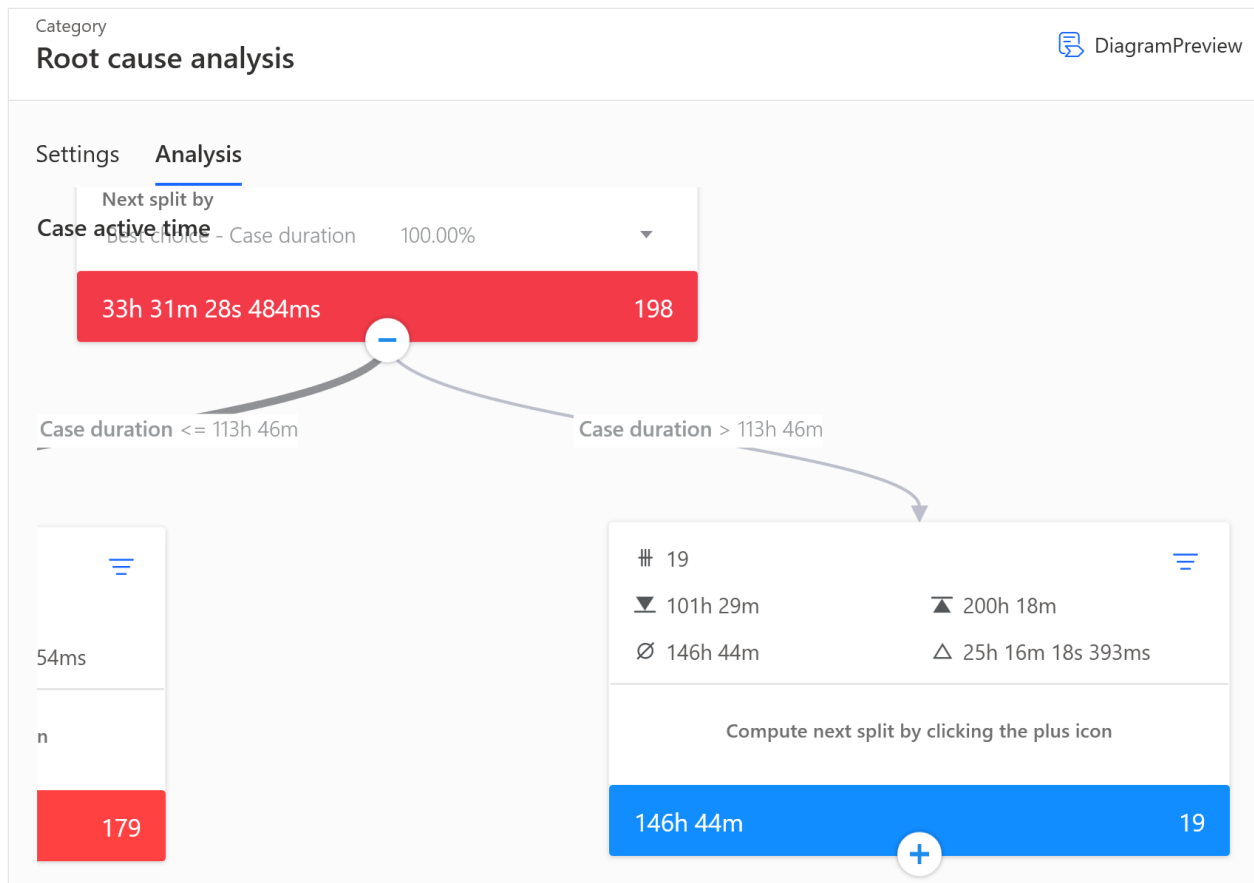 Category
Root cause analysis
DiagramPreview
Settings Analysis
Next split by
Case active time
Best choice - Case duration 100.00%
33h 31m 28s 484ms 198
Case duration <= 113h 46m
Case duration > 113h 46m
19
101h 29m 200h 18m
54ms
146h 44m 25h 16m 18s 393ms
n
Compute next split by clicking the plus icon
179
146h 44m 19